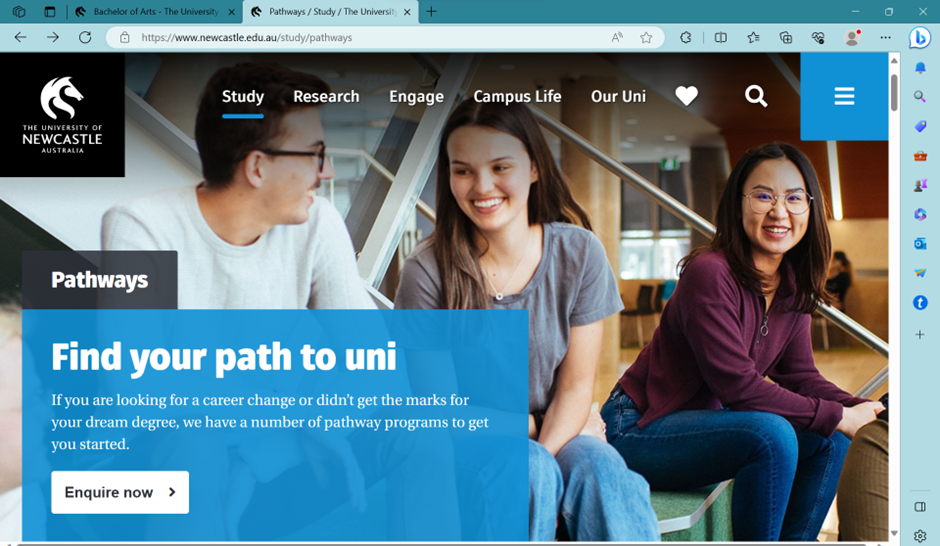 Bachelor of Arts - The University
Pathways / Study / The Universit
https://www.newcastle.edu.au/study/pathways
THE UNIVERSITY OF
NEWCASTLE
AUSTRALIA
Study
Research
Engage
Campus Life
Our Uni
Pathways
Find your path to uni
If you are looking for a career change or didn't get the marks for
your dream degree, we have a number of pathway programs to get
you started.
Enquire now